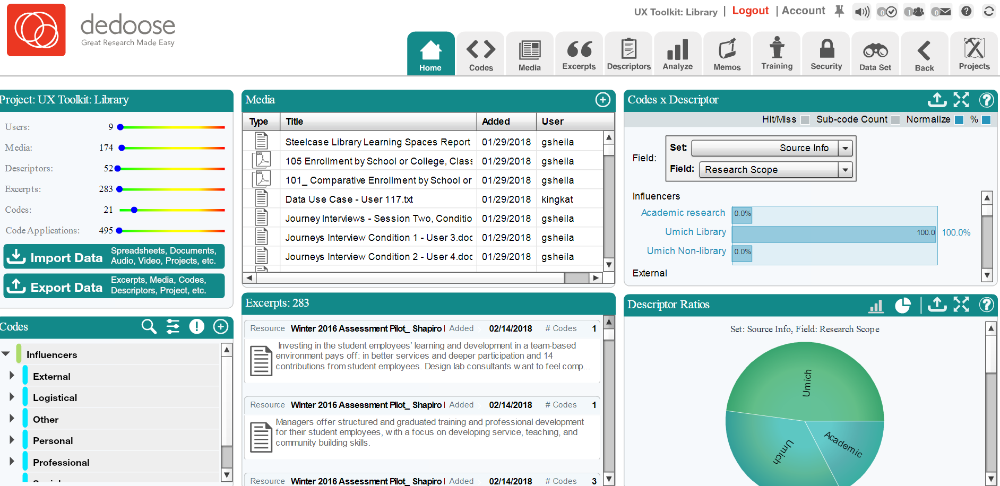 dedoose
Great Research Made Easy
UX Toolkit: Library | Logout | Account
0
1
0
Home
Codes
Media
Excerpts
Descriptors
Analyze
Memos
Training
Security
Data Set
Back
Projects
Project: UX Toolkit: Library
Users: 9
Media: 174
Descriptors: 52
Excerpts: 283
Codes: 21
Code Applications: 495
Import Data
Spreadsheets, Documents,
Audio, Video, Projects, etc.
Export Data
Excerpts, Media, Codes,
Descriptors, Project, etc.
Codes
Influencers
External
Logistical
Other
Personal
Professional
Media
Type Title Added User
Steelcase Library Learning Spaces Report 01/29/2018 gsheila
105 Enrollment by School or College, Class 01/29/2018 gsheila
101_ Comparative Enrollment by School or 01/29/2018 gsheila
Data Use Case - User 117.txt 01/29/2018 kingkat
Journey Interviews - Session Two, Conditio 01/29/2018 gsheila
Journeys Interview Condition 1 - User 3.doc 01/29/2018 gsheila
Journeys Interview Condition 2 - User 4.doc 01/29/2018 gsheila
Excerpts: 283
Resource Winter 2016 Assessment Pilot_ Shapiro Added 02/14/2018 # Codes 1
Investing in the student employees’ learning and development in a team-based
environment pays off: in better services and deeper participation and 14
contributions from student employees. Design lab consultants want to feel comp...
Resource Winter 2016 Assessment Pilot_ Shapiro Added 02/14/2018 # Codes 1
Managers offer structured and graduated training and professional development
for their student employees, with a focus on developing service, teaching, and
community building skills.
Resource Winter 2016 Assessment Pilot_ Shapiro Added 02/14/2018 # Codes 3
Codes x Descriptor
Hit/Miss Sub-code Count Normalize %
Field:
Set: Source Info
Field: Research Scope
Influencers
Academic research 0.0%
Umich Library 100.0 100.0%
Umich Non-library 0.0%
External
Descriptor Ratios
Set: Source Info, Field: Research Scope
Umich
Academic
Umich